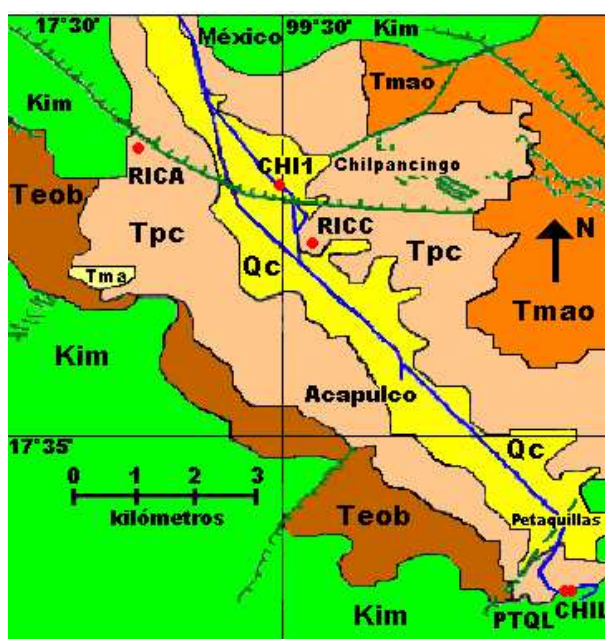 17°30' México 99°30' Kim
Kim Tmao
CHI1 Chilpancingo
Teob RICA
RICC N
Tpc Qc Tpc
Tma
Tmao
Kim
Acapulco
17°35' Qc
0 1 2 3
kilómetros Teob Petaquillas
Kim PTQL CHIL